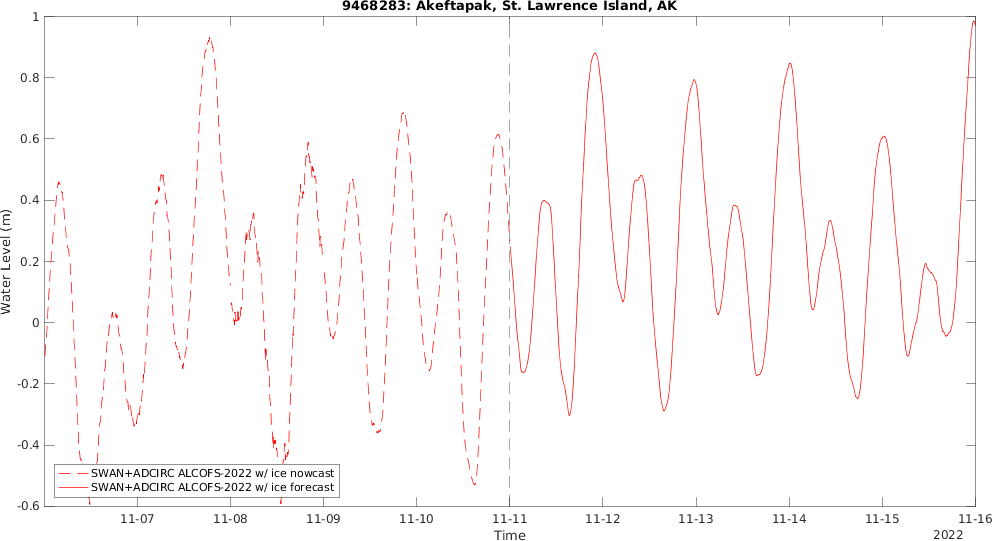 9468283: Akeftapak, St. Lawrence Island, AK
Water Level (m)
1
0.8
0.6
0.4
0.2
0
-0.2
-0.4
-0.6
SWAN+ADCIRC ALCOFS-2022 w/ ice nowcast
SWAN+ADCIRC ALCOFS-2022 w/ ice forecast
11-07 11-08 11-09 11-10 11-11 11-12 11-13 11-14 11-15 11-16
Time
2022